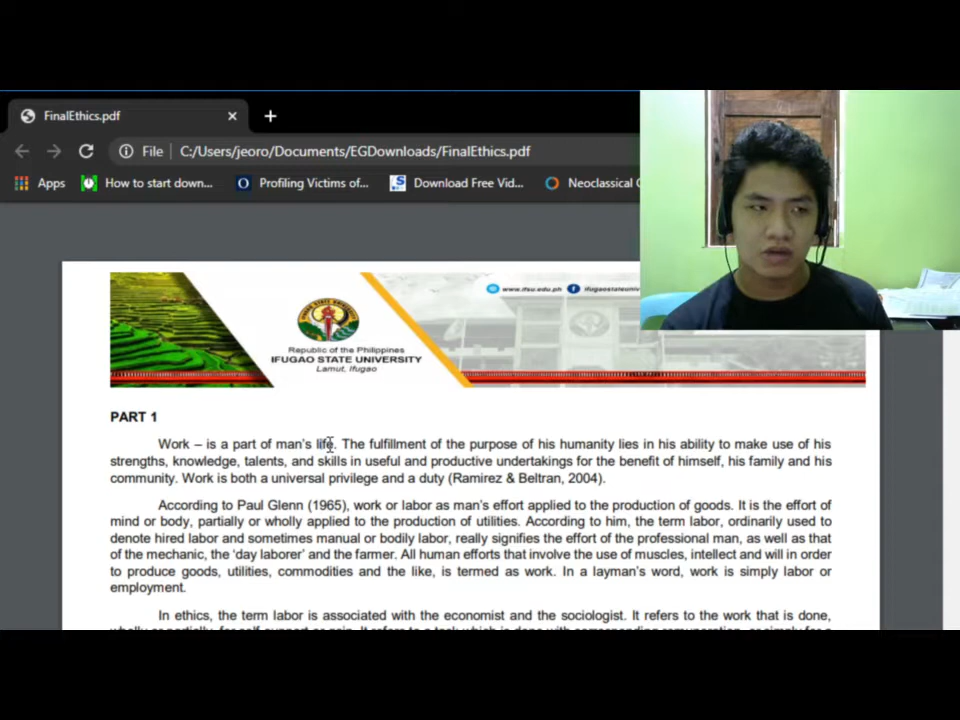 FinalEthics.pdf
File C:/Users/jeoro/Documents/EGDownloads/FinalEthics.pdf
Apps How to start down... Profiling Victims of... Download Free Vid... Neoclassical
www.ifsu.edu.ph ifugaostateuniv
Republic of the Philippines
IFUGAO STATE UNIVERSITY
Lamut, Ifugao
PART 1
Work – is a part of man's life. The fulfillment of the purpose of his humanity lies in his ability to make use of his
strengths, knowledge, talents, and skills in useful and productive undertakings for the benefit of himself, his family and his
community. Work is both a universal privilege and a duty (Ramirez & Beltran, 2004).
According to Paul Glenn (1965), work or labor as man's effort applied to the production of goods. It is the effort of
mind or body, partially or wholly applied to the production of utilities. According to him, the term labor, ordinarily used to
denote hired labor and sometimes manual or bodily labor, really signifies the effort of the professional man, as well as that
of the mechanic, the 'day laborer' and the farmer. All human efforts that involve the use of muscles, intellect and will in order
to produce goods, utilities, commodities and the like, is termed as work. In a layman's word, work is simply labor or
employment.
In ethics, the term labor is associated with the economist and the sociologist. It refers to the work that is done,